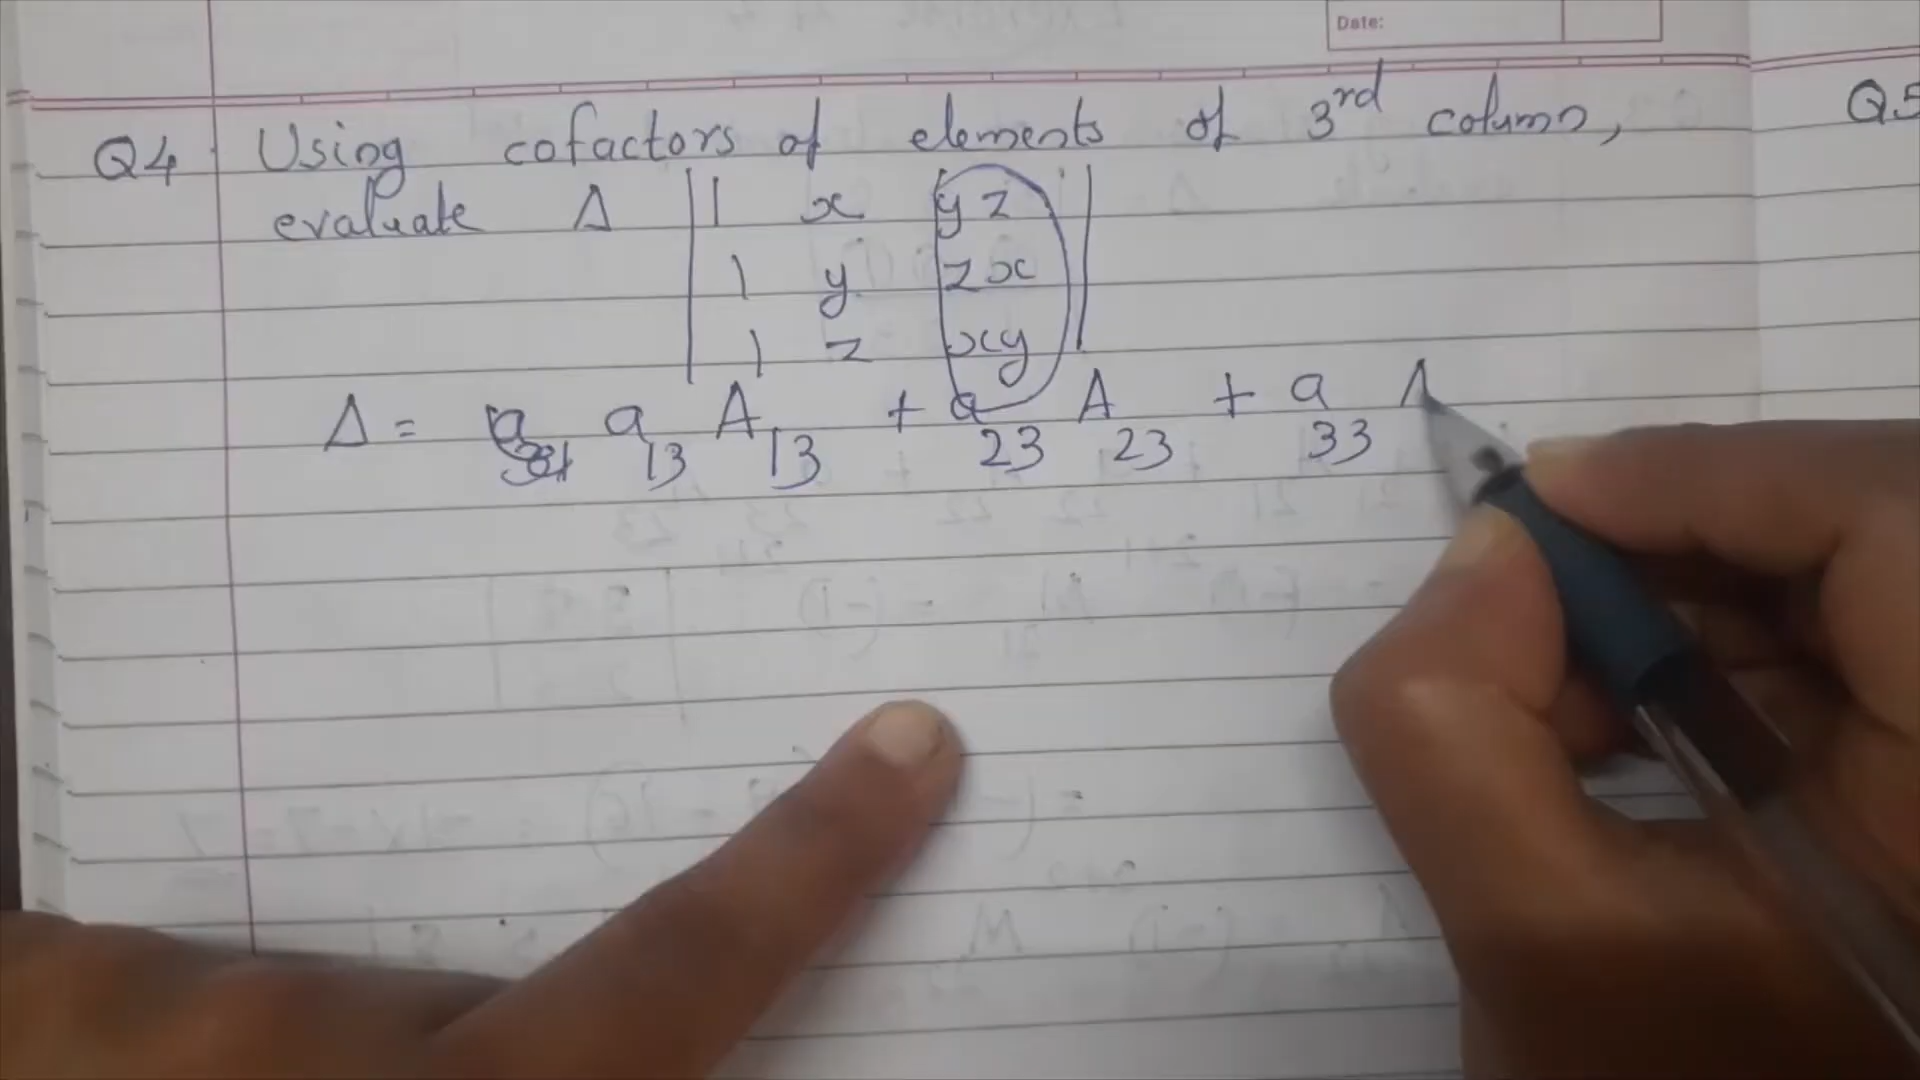 Date:
Q4 Using cofactors of elements of 3rd column,
evaluate Δ | 1 x yz |
1 y zx
1 z xy
Δ = a13 A13 + a23 A23 + a33 A
Q5